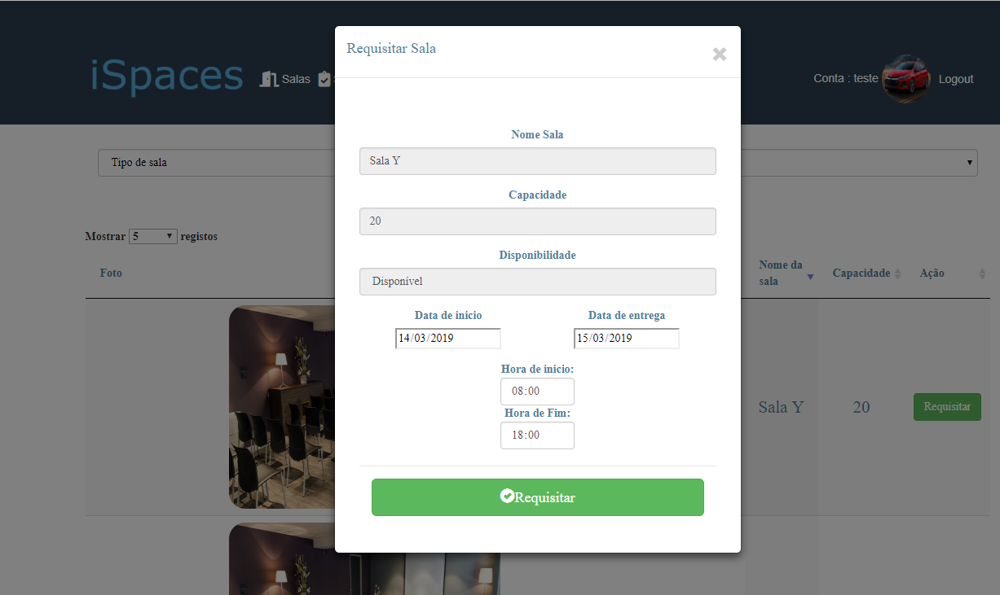 Requisitar Sala
iSpaces
Salas
Conta : teste
Logout
Nome Sala
Sala Y
Tipo de sala
Capacidade
20
Mostrar 5 registos
Disponibilidade
Disponível
Foto
Nome da
sala
Capacidade
Ação
Data de inicio
Data de entrega
14/03/2019
15/03/2019
Hora de inicio:
08:00
Hora de Fim:
18:00
Sala Y
20
Requisitar
Requisitar